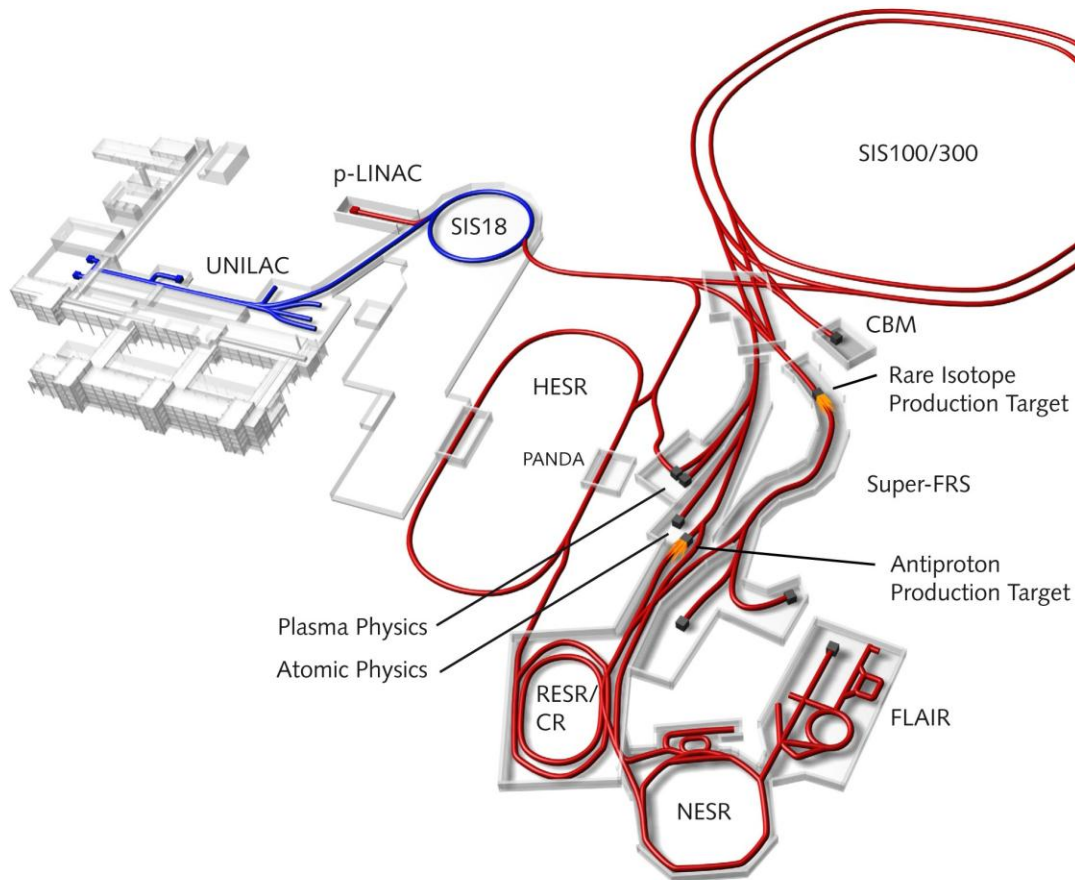 SIS100/300
p-LINAC
SIS18
UNILAC
CBM
HESR
Rare Isotope
Production Target
PANDA
Super-FRS
Antiproton
Production Target
Plasma Physics
Atomic Physics
RESR/
CR
FLAIR
NESR